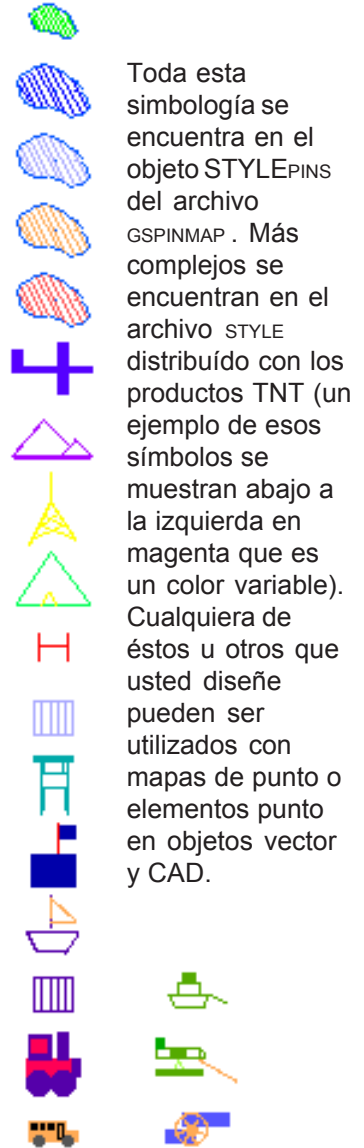 Toda esta
simbología se
encuentra en el
objeto STYLEPINS
del archivo
GSPINMAP . Más
complejos se
encuentran en el
archivo STYLE
distribuído con los
productos TNT (un
ejemplo de esos
símbolos se
muestran abajo a
la izquierda en
magenta que es
un color variable).
Cualquiera de
éstos u otros que
usted diseñe
pueden ser
utilizados con
mapas de punto o
elementos punto
en objetos vector
y CAD.